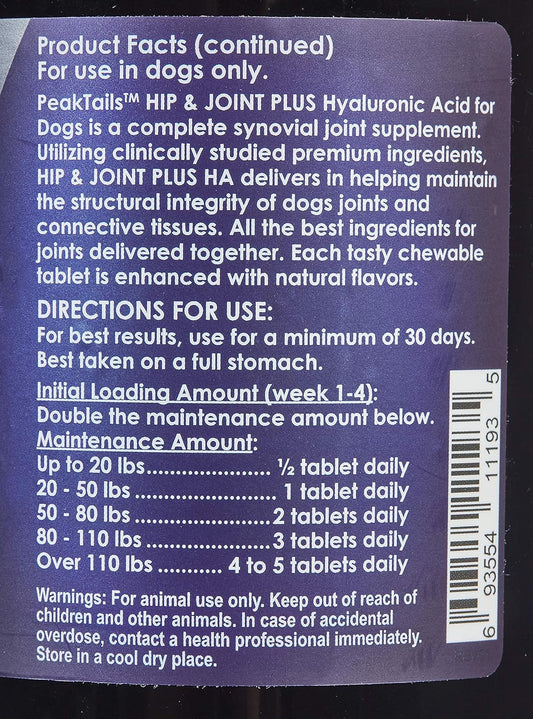 Product Facts (continued)
For use in dogs only.
PeakTails™ HIP & JOINT PLUS Hyaluronic Acid for
Dogs is a complete synovial joint supplement.
Utilizing clinically studied premium ingredients,
HIP & JOINT PLUS HA delivers in helping maintain
the structural integrity of dogs joints and
connective tissues. All the best ingredients for
joints delivered together. Each tasty chewable
tablet is enhanced with natural flavors.
DIRECTIONS FOR USE:
For best results, use for a minimum of 30 days.
Best taken on a full stomach.
Initial Loading Amount (week 1-4):
Double the maintenance amount below.
Maintenance Amount:
Up to 20 lbs...................... ½ tablet daily
20 - 50 lbs ......................... 1 tablet daily
50 - 80 lbs .........................2 tablets daily
80 - 110 lbs ......................3 tablets daily
Over 110 lbs ........... 4 to 5 tablets daily
Warnings: For animal use only. Keep out of reach of
children and other animals. In case of accidental
overdose, contact a health professional immediately.
Store in a cool dry place.
6 93554 11193 5